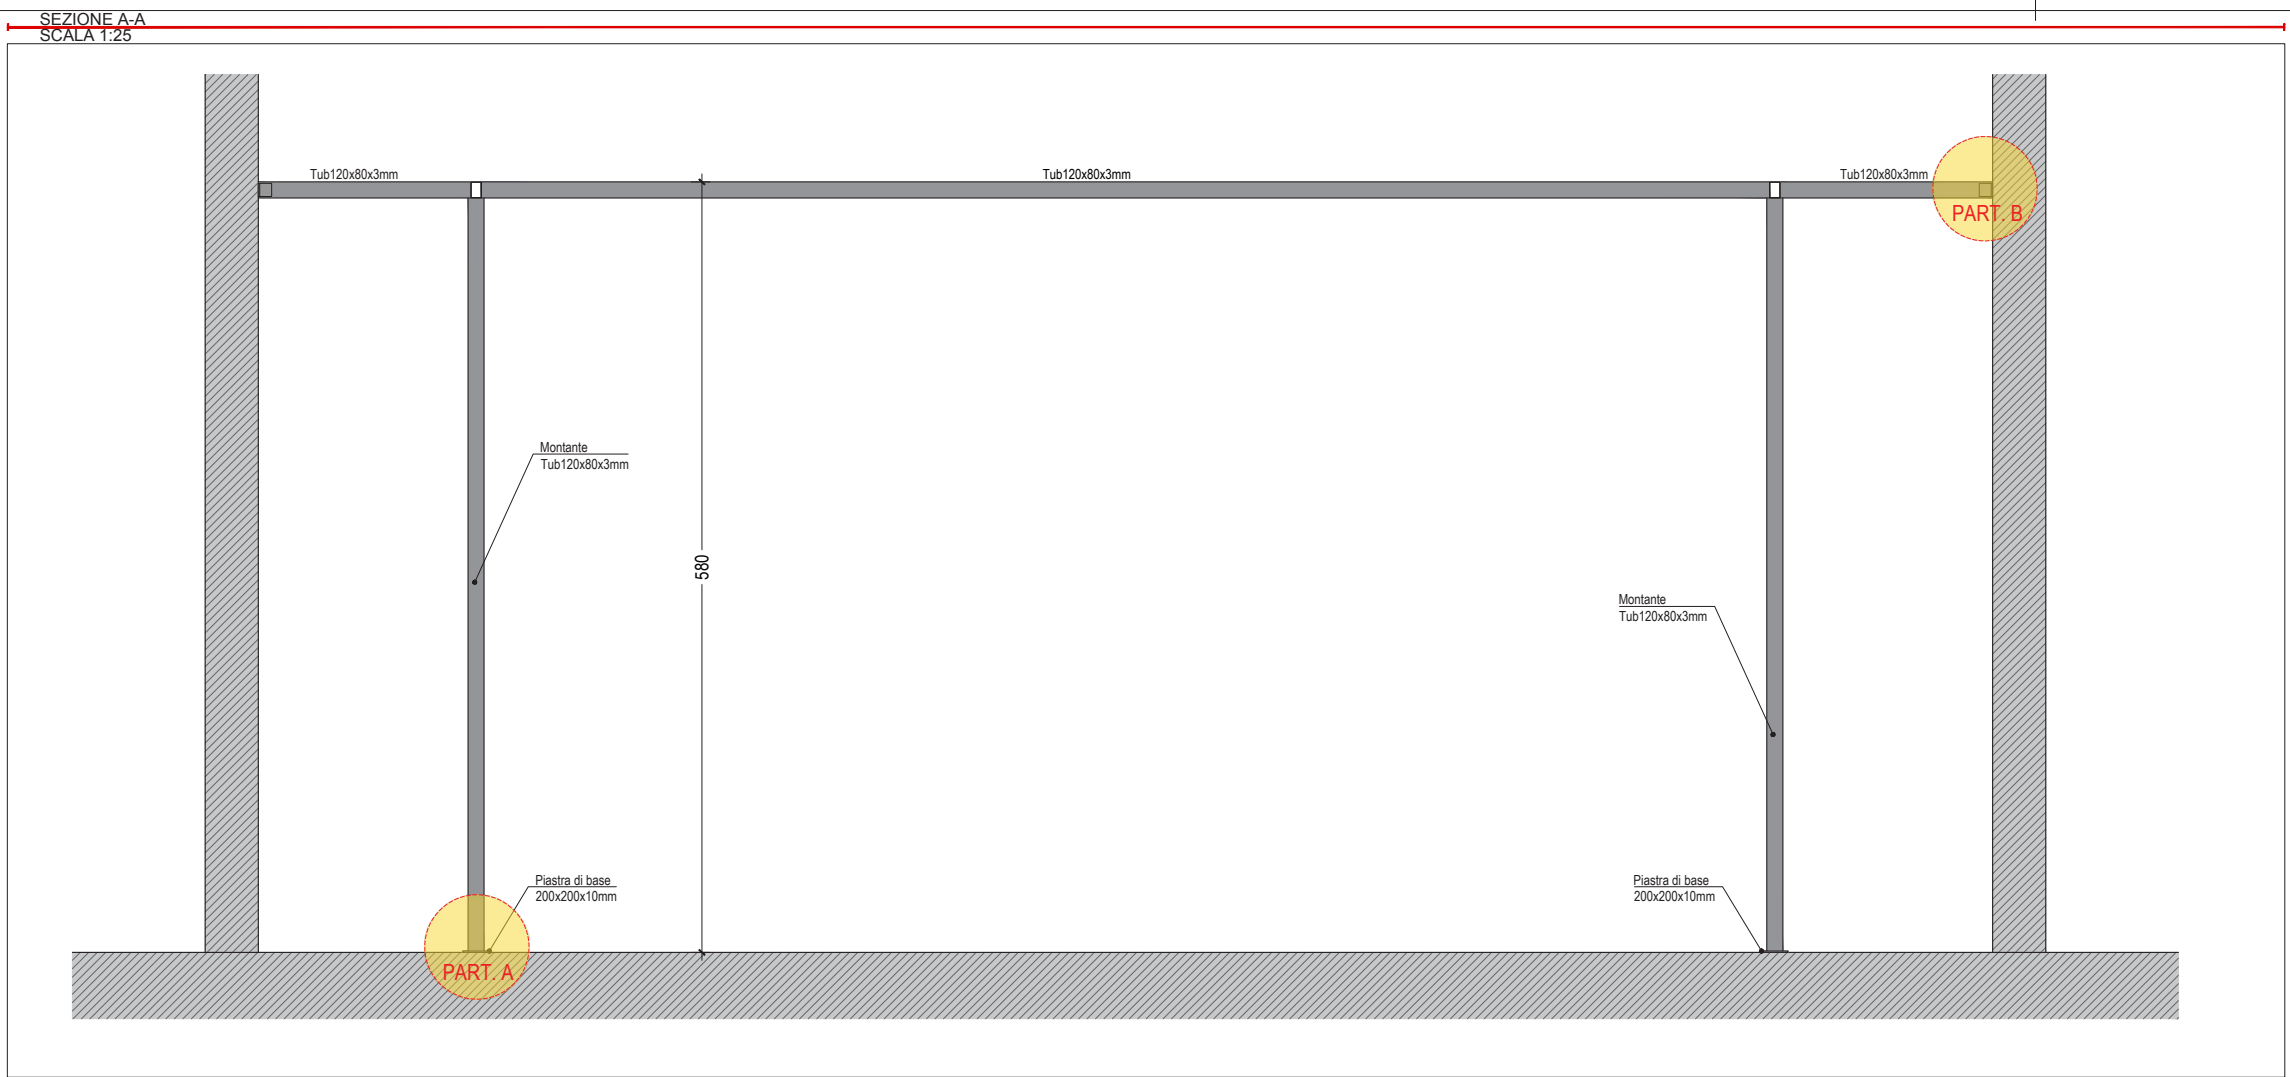 SEZIONE A-A
SCALA 1:25
Tub120x80x3mm
Tub120x80x3mm
Tub120x80x3mm
PART. B
Montante
Tub120x80x3mm
580
Montante
Tub120x80x3mm
Piastra di base
200x200x10mm
Piastra di base
200x200x10mm
PART. A